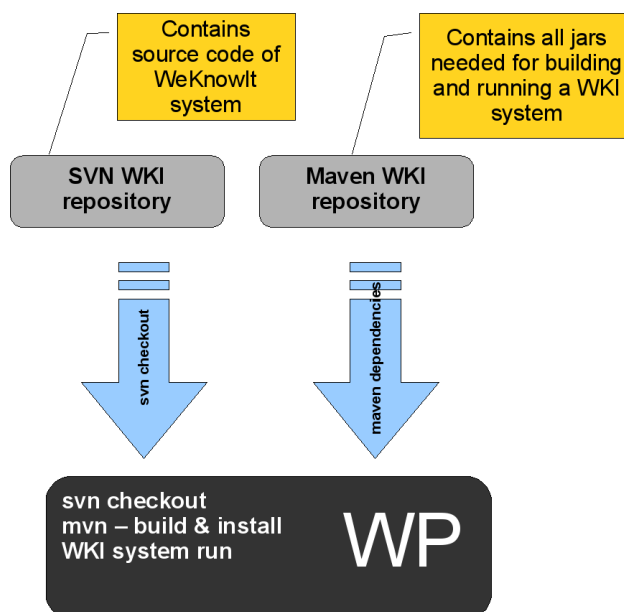 Contains
source code of
WeKnowIt
system
Contains all jars
needed for building
and running a WKI
system
SVN WKI
repository
Maven WKI
repository
svn checkout
maven dependencies
svn checkout
mvn – build & install
WKI system run
WP